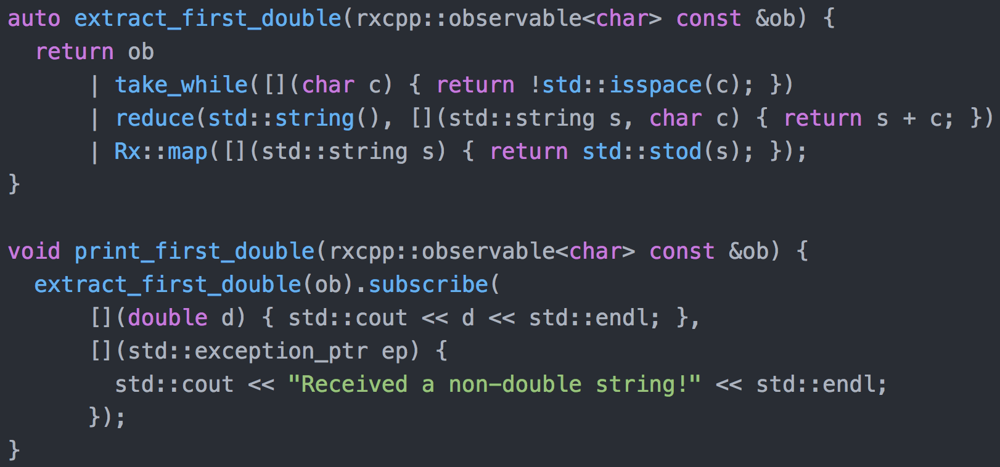 auto extract_first_double(rxcpp::observable<char> const &ob) {
  return ob
      | take_while([](char c) { return !std::isspace(c); })
      | reduce(std::string(), [](std::string s, char c) { return s + c; })
      | Rx::map([](std::string s) { return std::stod(s); });
}

void print_first_double(rxcpp::observable<char> const &ob) {
  extract_first_double(ob).subscribe(
      [](double d) { std::cout << d << std::endl; },
      [](std::exception_ptr ep) {
        std::cout << "Received a non-double string!" << std::endl;
      });
}